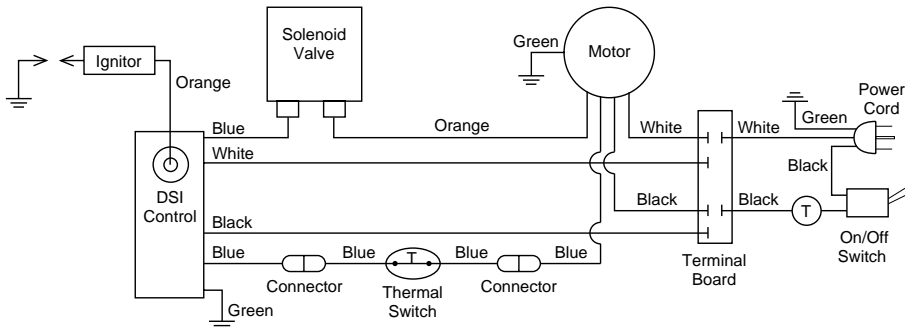 Solenoid
Valve
Green
Motor
Ignitor
Orange
Power
Cord
Green
Blue
Orange
White
White
White
Black
DSI
Control
Black
Black
Black
T
On/Off
Switch
Blue
Blue
T
Blue
Blue
Connector
Thermal
Switch
Connector
Terminal
Board
Green